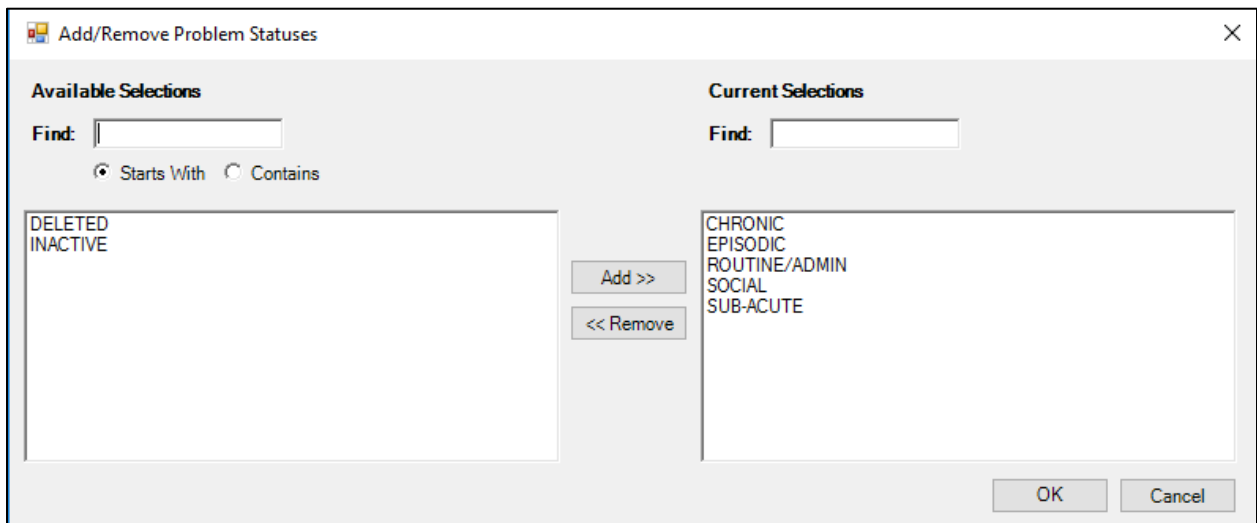 Add/Remove Problem Statuses
Available Selections
Find:
Starts With Contains
DELETED
INACTIVE
Add >>
<< Remove
Current Selections
Find:
CHRONIC
EPISODIC
ROUTINE/ADMIN
SOCIAL
SUB-ACUTE
OK Cancel